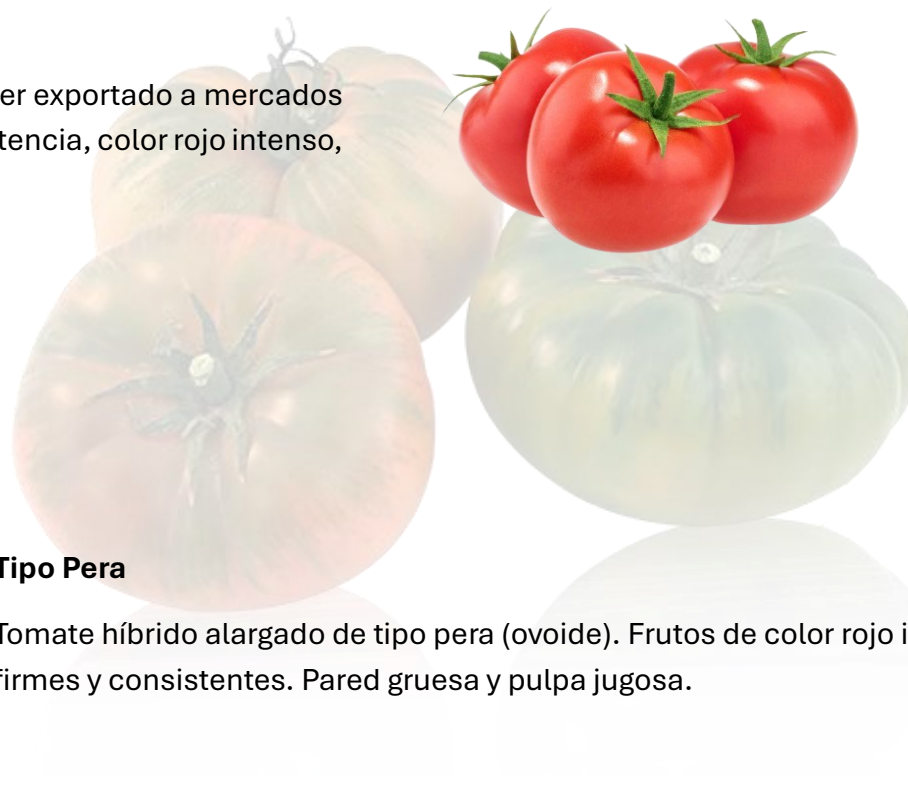 er exportado a mercados
tencia, color rojo intenso,
Tipo Pera
Tomate híbrido alargado de tipo pera (ovoide). Frutos de color rojo i
firmes y consistentes. Pared gruesa y pulpa jugosa.